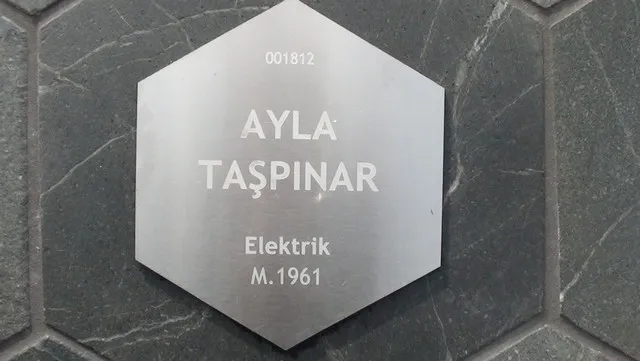 001812
AYLA
TAŞPINAR
Elektrik
M.1961